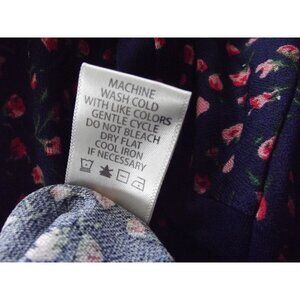 MACHINE
WASH COLD
WITH LIKE COLORS
GENTLE CYCLE
DO NOT BLEACH
DRY FLAT
COOL IRON
IF NECESSARY